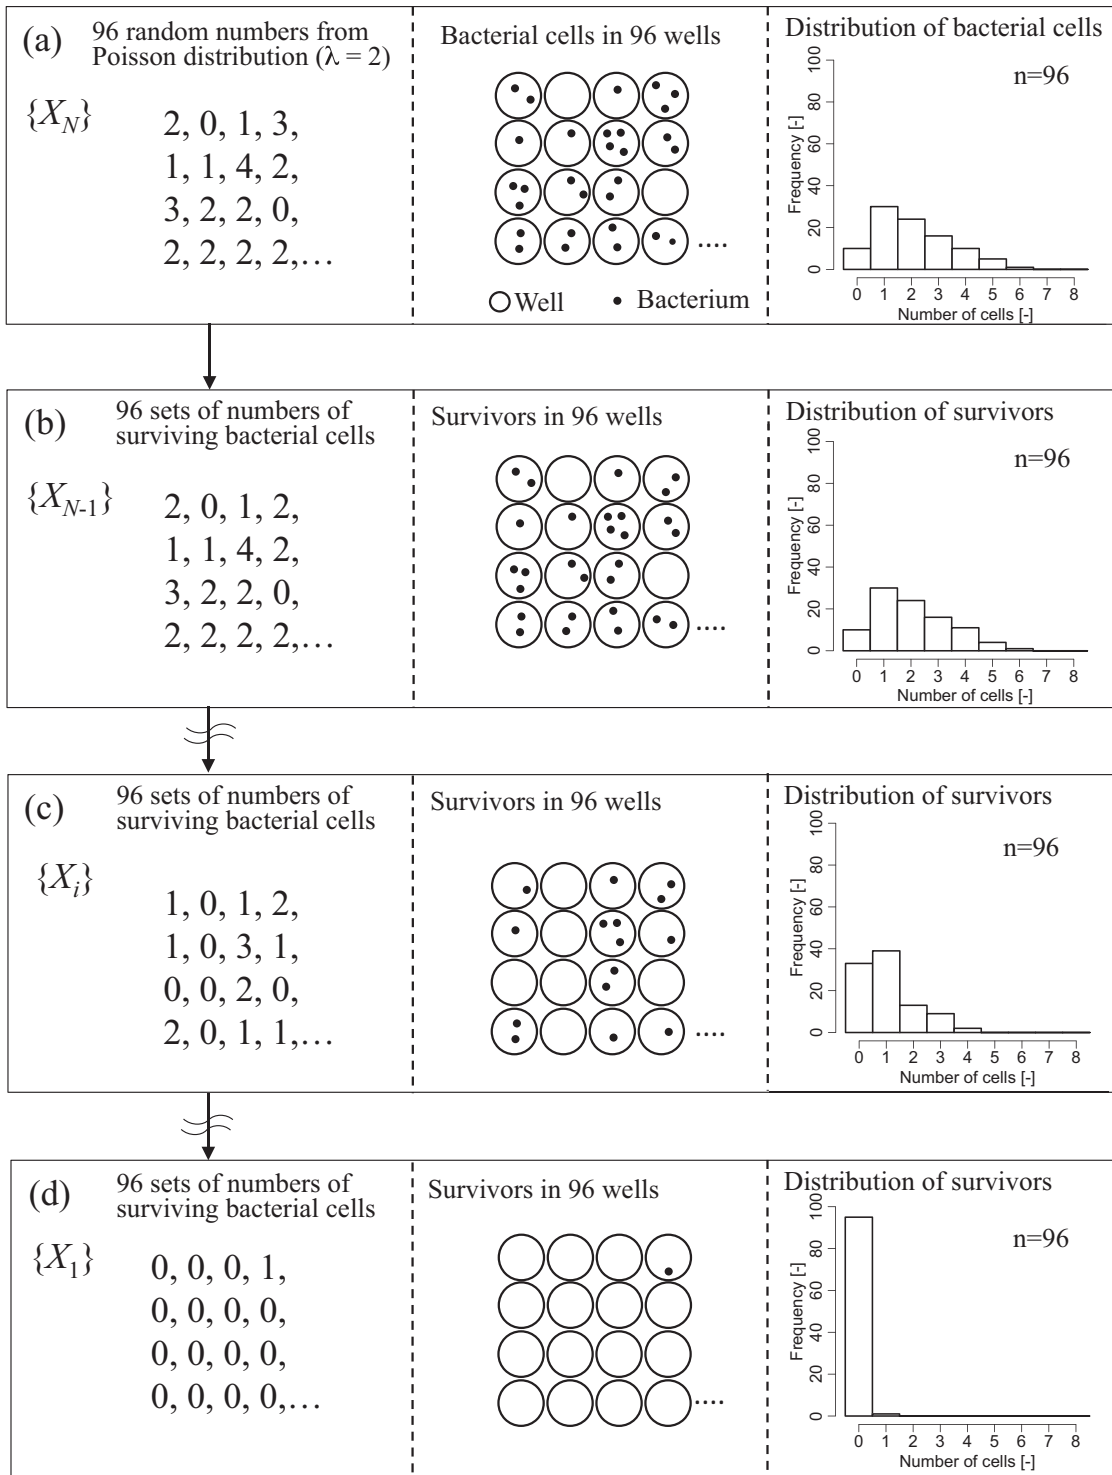 (a)
96 random numbers from
Poisson distribution (λ = 2)
{X_N}
2, 0, 1, 3,
1, 1, 4, 2,
3, 2, 2, 0,
2, 2, 2, 2,...
Bacterial cells in 96 wells
....
Well
Bacterium
Distribution of bacterial cells
n=96
Frequency [-]
100
80
60
40
20
0
0 1 2 3 4 5 6 7 8
Number of cells [-]
(b)
96 sets of numbers of
surviving bacterial cells
{X_{N-1}}
2, 0, 1, 2,
1, 1, 4, 2,
3, 2, 2, 0,
2, 2, 2, 2,...
Survivors in 96 wells
....
Distribution of survivors
n=96
Frequency [-]
100
80
60
40
20
0
0 1 2 3 4 5 6 7 8
Number of cells [-]
(c)
96 sets of numbers of
surviving bacterial cells
{X_i}
1, 0, 1, 2,
1, 0, 3, 1,
0, 0, 2, 0,
2, 0, 1, 1,...
Survivors in 96 wells
....
Distribution of survivors
n=96
Frequency [-]
100
80
60
40
20
0
0 1 2 3 4 5 6 7 8
Number of cells [-]
(d)
96 sets of numbers of
surviving bacterial cells
{X_1}
0, 0, 0, 1,
0, 0, 0, 0,
0, 0, 0, 0,
0, 0, 0, 0,...
Survivors in 96 wells
....
Distribution of survivors
n=96
Frequency [-]
100
80
60
40
20
0
0 1 2 3 4 5 6 7 8
Number of cells [-]